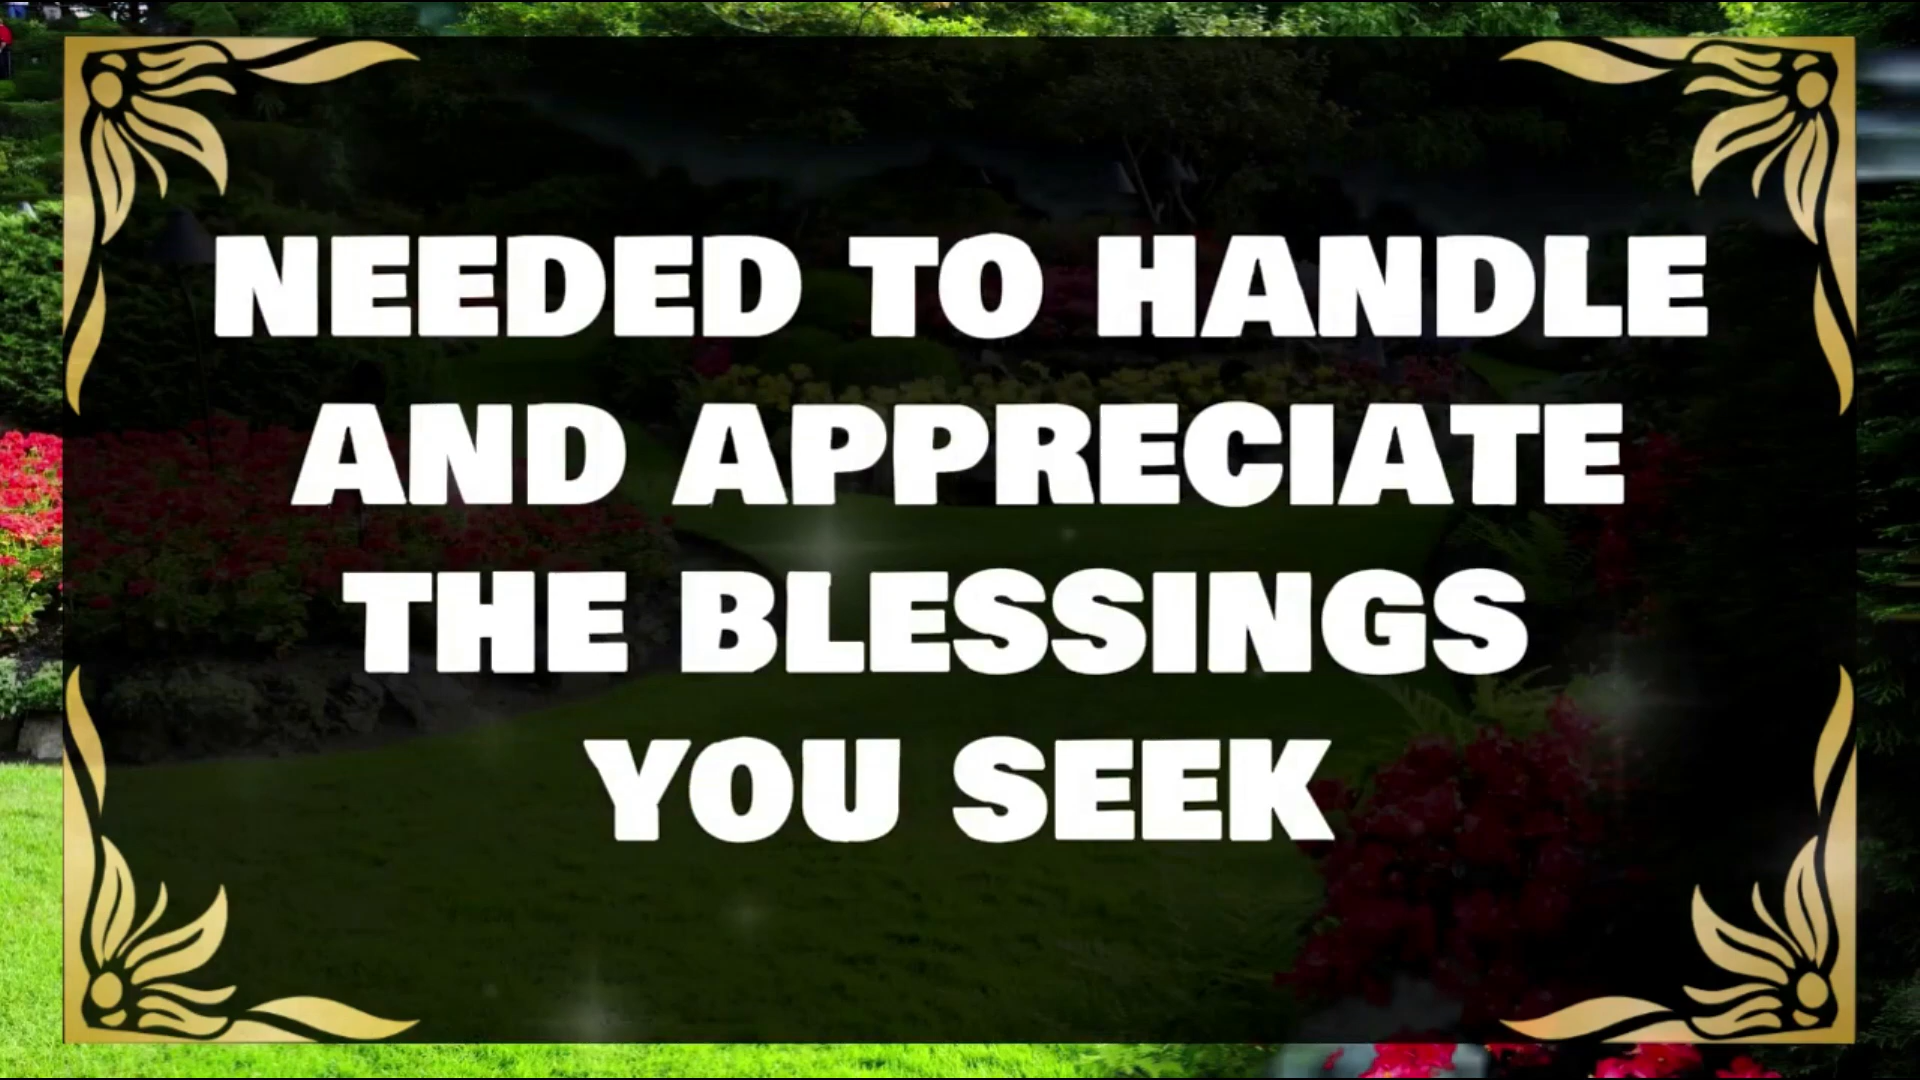 NEEDED TO HANDLE
AND APPRECIATE
THE BLESSINGS
YOU SEEK